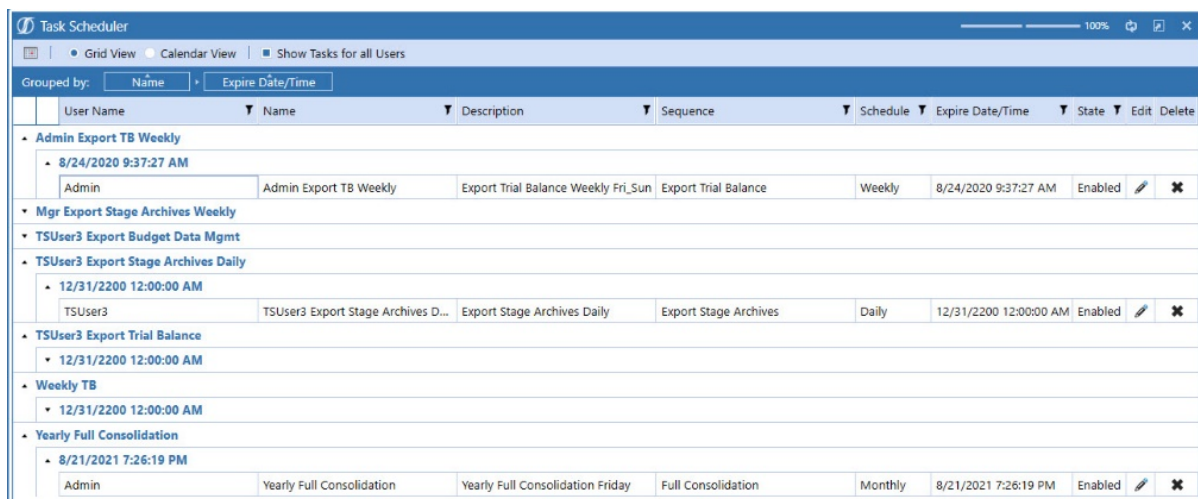 Task Scheduler 100%
Grid View Calendar View Show Tasks for all Users
Grouped by: Name Expire Date/Time
User Name Name Description Sequence Schedule Expire Date/Time State Edit Delete
Admin Export TB Weekly
8/24/2020 9:37:27 AM
Admin Admin Export TB Weekly Export Trial Balance Weekly Fri_Sun Export Trial Balance Weekly 8/24/2020 9:37:27 AM Enabled
Mgr Export Stage Archives Weekly
TSUser3 Export Budget Data Mgmt
TSUser3 Export Stage Archives Daily
12/31/2200 12:00:00 AM
TSUser3 TSUser3 Export Stage Archives D... Export Stage Archives Daily Export Stage Archives Daily 12/31/2200 12:00:00 AM Enabled
TSUser3 Export Trial Balance
12/31/2200 12:00:00 AM
Weekly TB
12/31/2200 12:00:00 AM
Yearly Full Consolidation
8/21/2021 7:26:19 PM
Admin Yearly Full Consolidation Yearly Full Consolidation Friday Full Consolidation Monthly 8/21/2021 7:26:19 PM Enabled